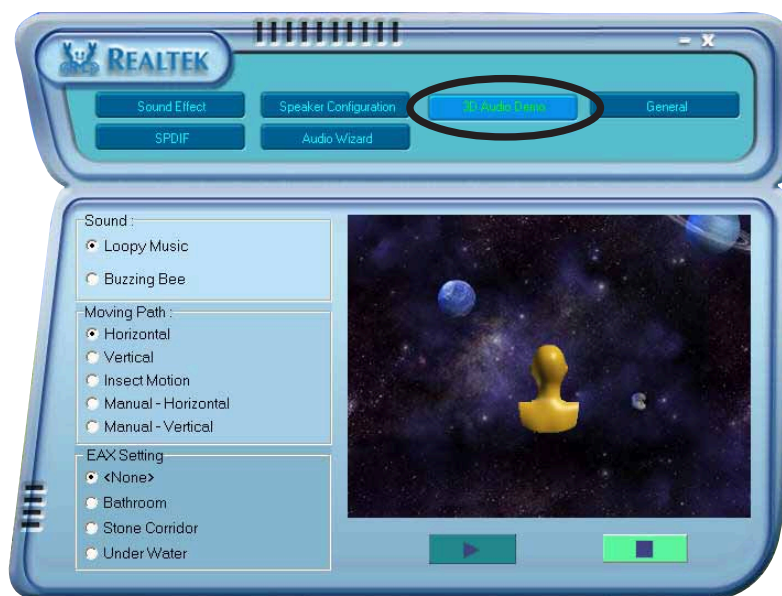 REALTEK
Sound Effect
Speaker Configuration
3D Audio Demo
General
SPDIF
Audio Wizard
Sound :
Loopy Music
Buzzing Bee
Moving Path :
Horizontal
Vertical
Insect Motion
Manual - Horizontal
Manual - Vertical
EAX Setting
<None>
Bathroom
Stone Corridor
Under Water